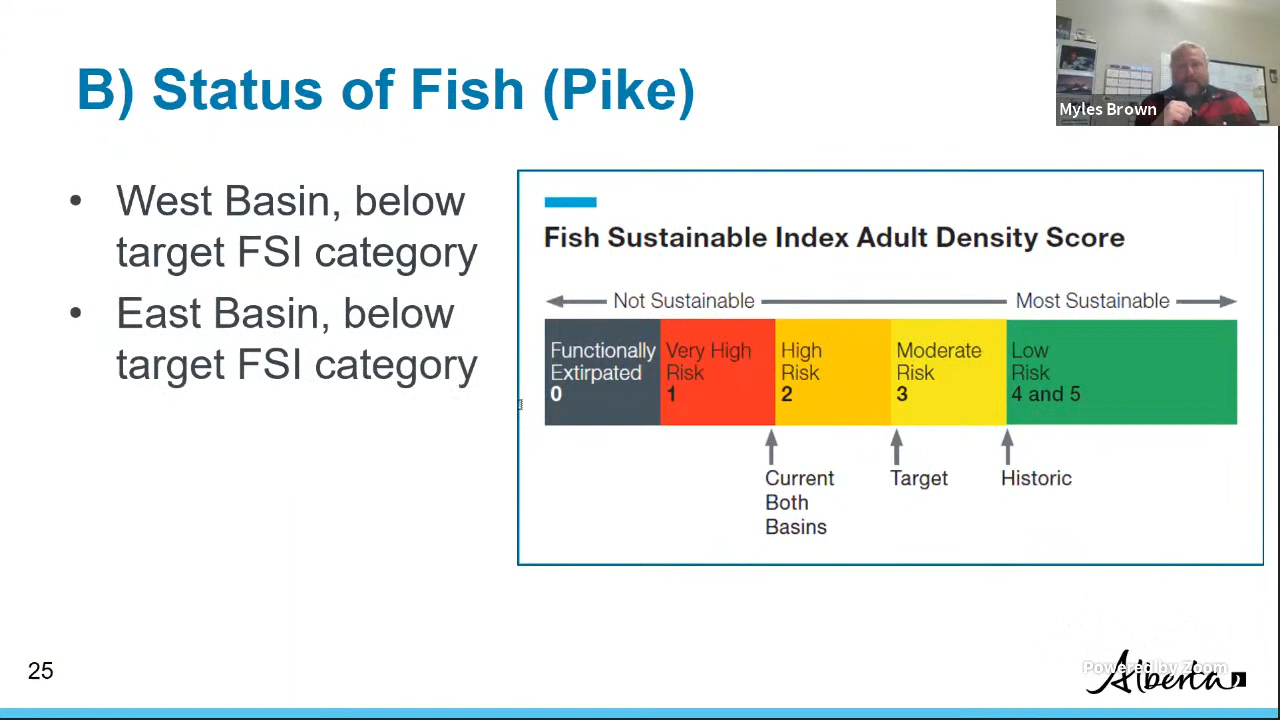 B) Status of Fish (Pike)
Myles Brown
• West Basin, below
target FSI category
• East Basin, below
target FSI category
Fish Sustainable Index Adult Density Score
Not Sustainable
Most Sustainable
Functionally
Extirpated
0
Very High
Risk
1
High
Risk
2
Moderate
Risk
3
Low
Risk
4 and 5
Current
Both
Basins
Target
Historic
25
Powered by Zoom
Alberta